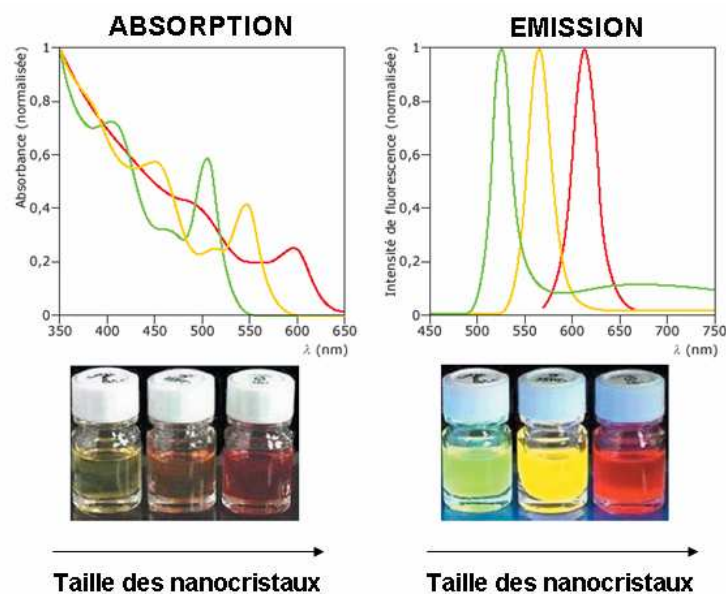 ABSORPTION
Absorbance (normalisée)
1
0,8
0,6
0,4
0,2
0
350 400 450 500 550 600 650
λ (nm)
EMISSION
Intensité de fluorescence (normalisée)
1
0,8
0,6
0,4
0,2
0
450 500 550 600 650 700 750
λ (nm)
Taille des nanocristaux
Taille des nanocristaux